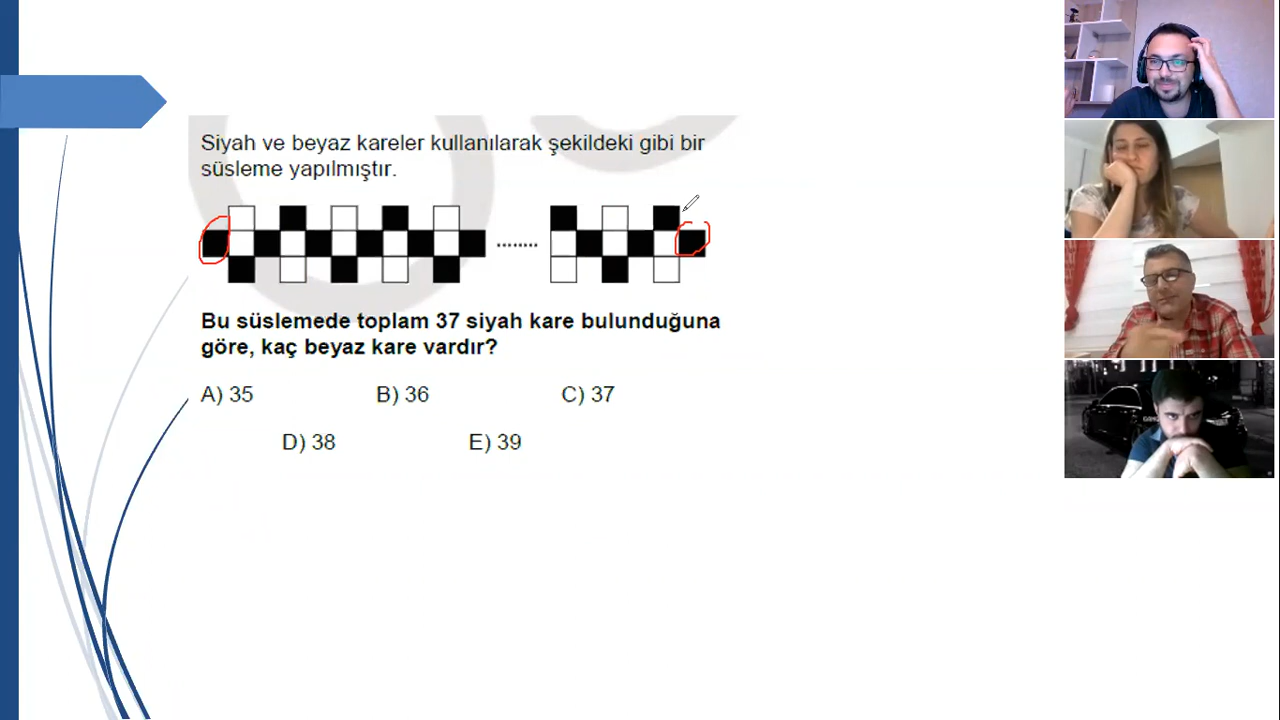 Siyah ve beyaz kareler kullanılarak şekildeki gibi bir
süsleme yapılmıştır.
........
Bu süslemede toplam 37 siyah kare bulunduğuna
göre, kaç beyaz kare vardır?
A) 35 B) 36 C) 37
D) 38 E) 39